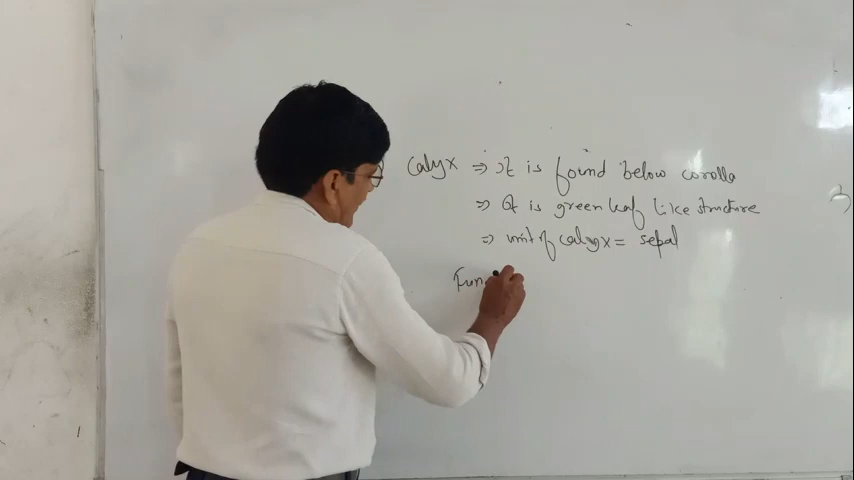 Calyx ⇒ It is found below corolla
⇒ It is green leaf like structure
⇒ unit of calyx = sepal
Fun